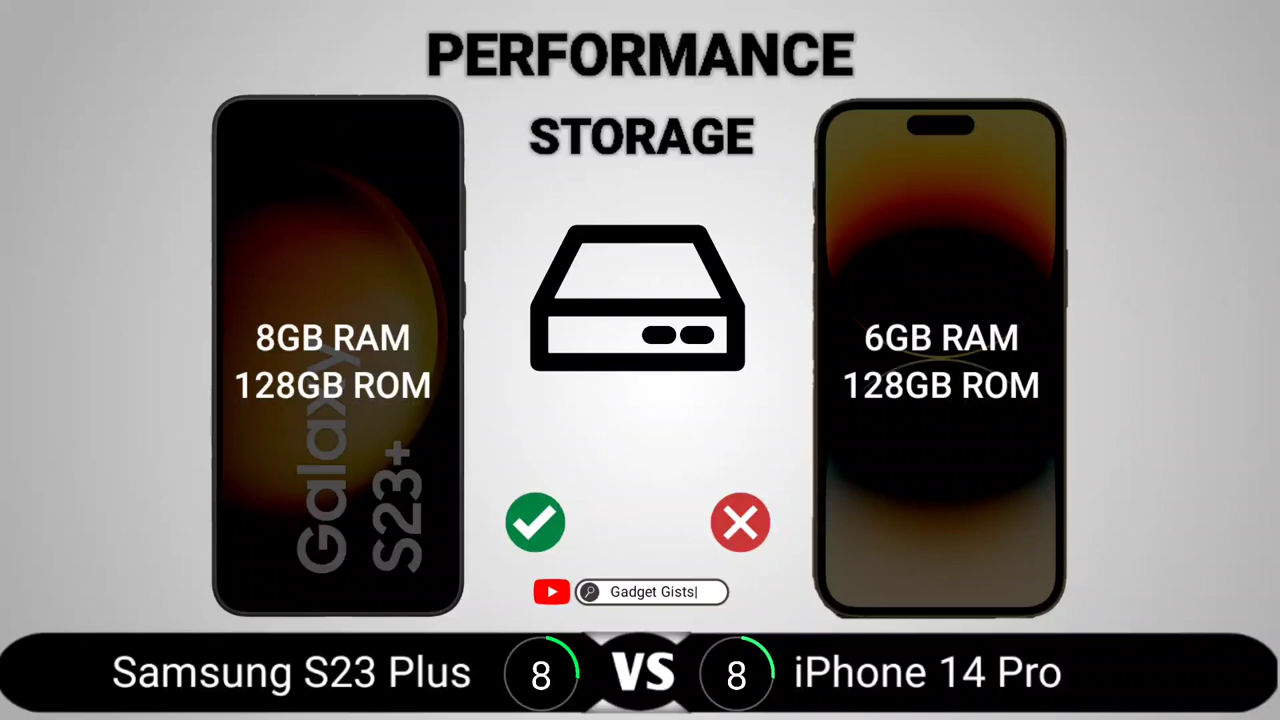 PERFORMANCE
STORAGE
8GB RAM
128GB ROM
Galaxy
S23+
6GB RAM
128GB ROM
Gadget Gists|
Samsung S23 Plus
8
VS
8
iPhone 14 Pro